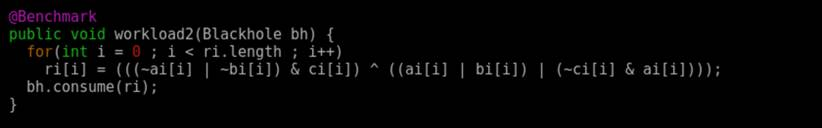 @Benchmark
public void workload2(Blackhole bh) {
  for(int i = 0 ; i < ri.length ; i++)
    ri[i] = (((~ai[i] | ~bi[i]) & ci[i]) ^ ((ai[i] | bi[i]) | (~ci[i] & ai[i])));
  bh.consume(ri);
}